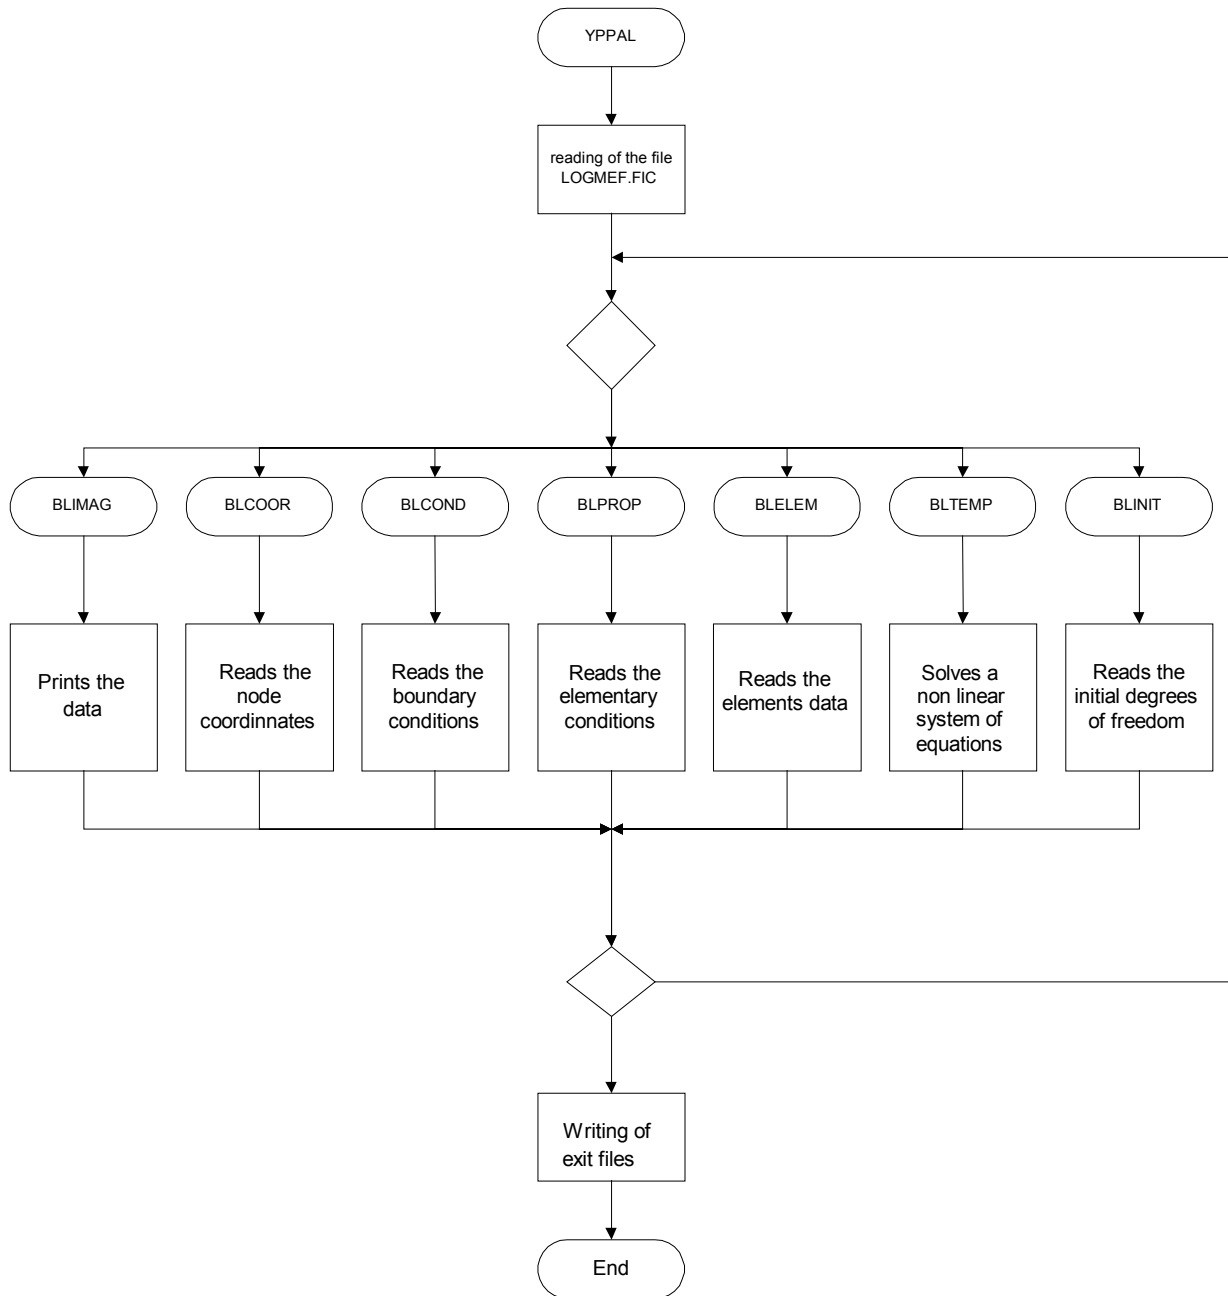 YPPAL
reading of the file
LOGMEF.FIC
BLIMAG
BLCOOR
BLCOND
BLPROP
BLELEM
BLTEMP
BLINIT
Prints the
data
Reads the
node
coordinnates
Reads the
boundary
conditions
Reads the
elementary
conditions
Reads the
elements data
Solves a
non linear
system of
equations
Reads the
initial degrees
of freedom
Writing of
exit files
End